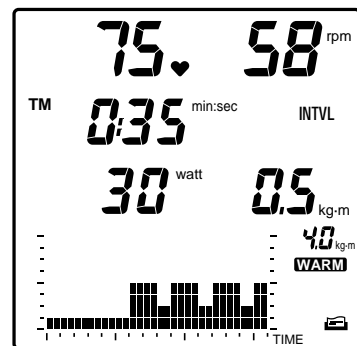 75 58 rpm
TM 0:35 min:sec INTVL
30 watt 0.5 kg·m
4.0 kg·m
WARM
TIME